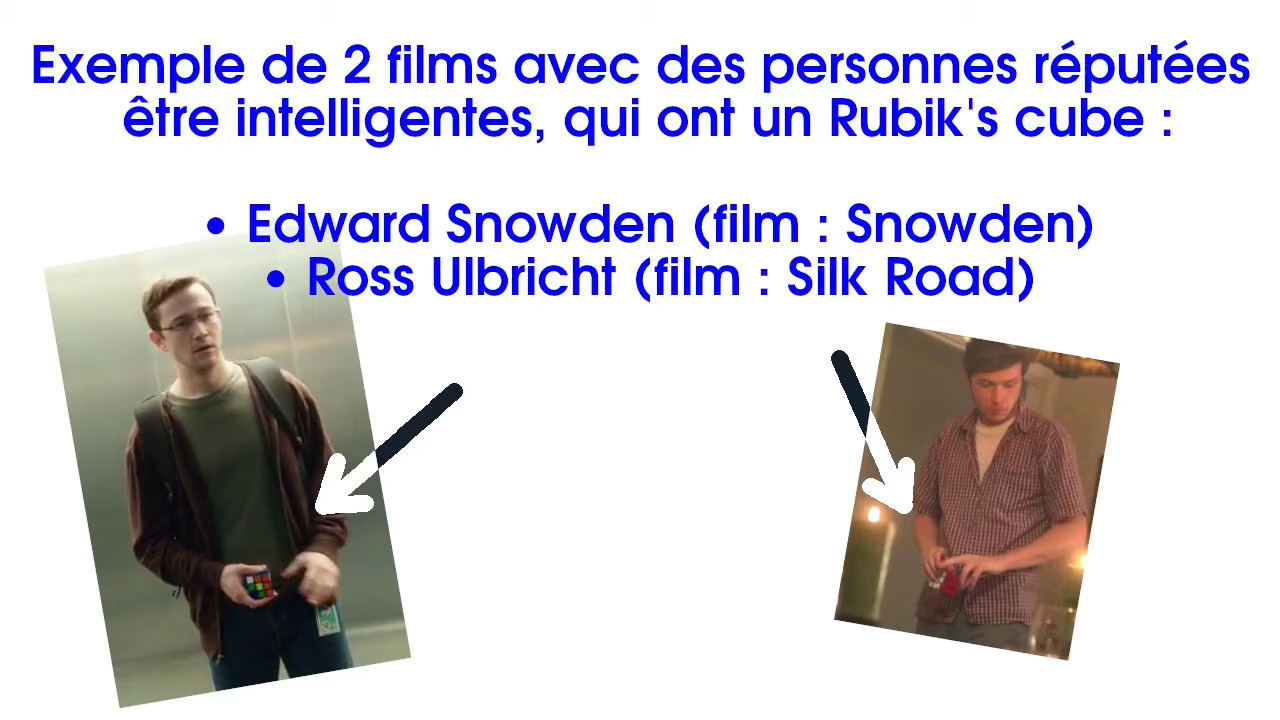 Exemple de 2 films avec des personnes réputées
être intelligentes, qui ont un Rubik's cube :
• Edward Snowden (film : Snowden)
• Ross Ulbricht (film : Silk Road)